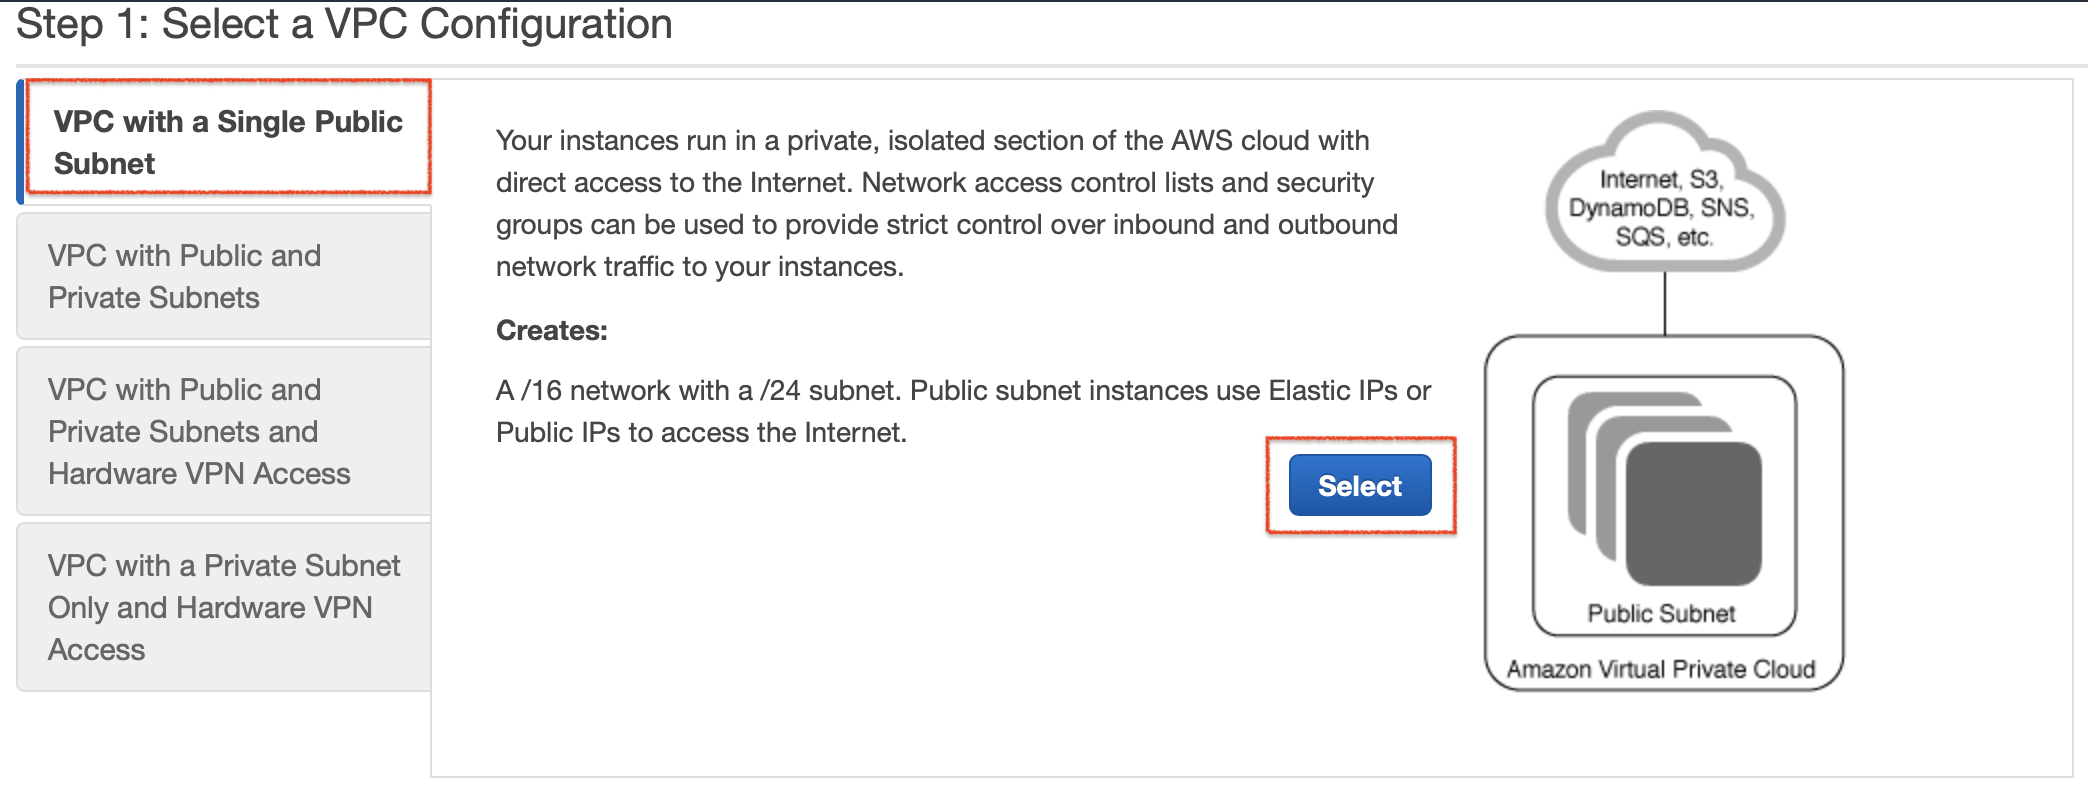 Step 1: Select a VPC Configuration
VPC with a Single Public
Subnet
VPC with Public and
Private Subnets
VPC with Public and
Private Subnets and
Hardware VPN Access
VPC with a Private Subnet
Only and Hardware VPN
Access
Your instances run in a private, isolated section of the AWS cloud with
direct access to the Internet. Network access control lists and security
groups can be used to provide strict control over inbound and outbound
network traffic to your instances.
Creates:
A /16 network with a /24 subnet. Public subnet instances use Elastic IPs or
Public IPs to access the Internet.
Select
Internet, S3,
DynamoDB, SNS,
SQS, etc.
Public Subnet
Amazon Virtual Private Cloud